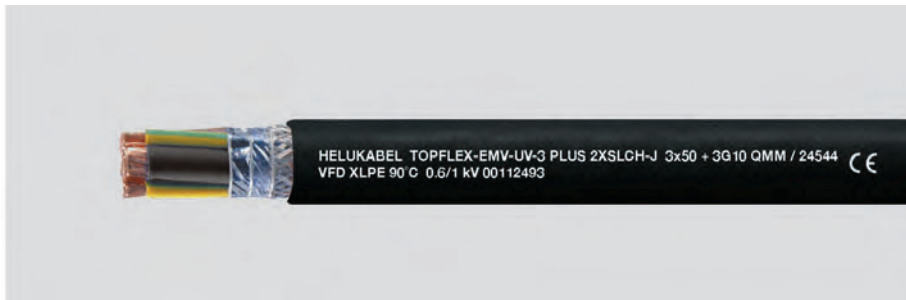 HELUKABEL TOPFLEX-EMV-UV-3 PLUS 2XSLCH-J 3x50 + 3G10 QMM / 24544 CE
VFD XLPE 90°C 0.6/1 kV 00112493